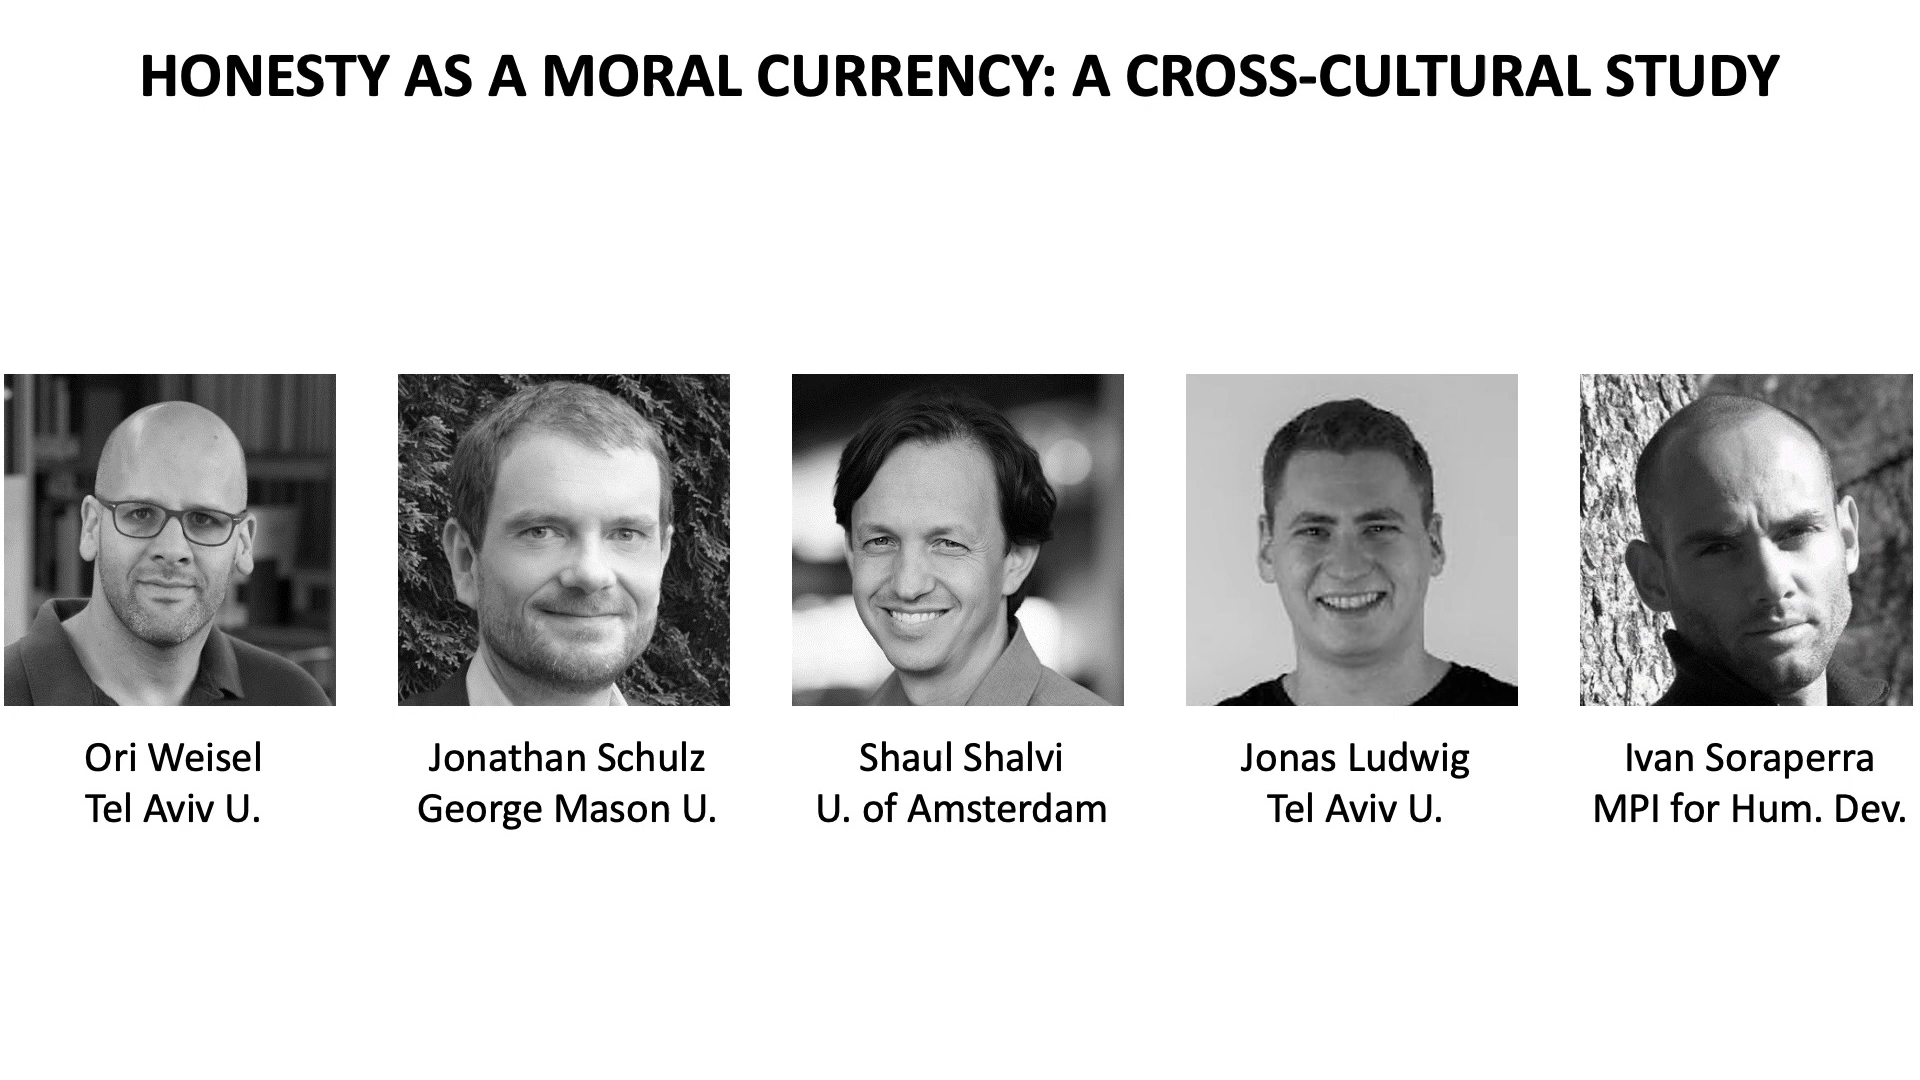 HONESTY AS A MORAL CURRENCY: A CROSS-CULTURAL STUDY
Ori Weisel
Tel Aviv U.
Jonathan Schulz
George Mason U.
Shaul Shalvi
U. of Amsterdam
Jonas Ludwig
Tel Aviv U.
Ivan Soraperra
MPI for Hum. Dev.